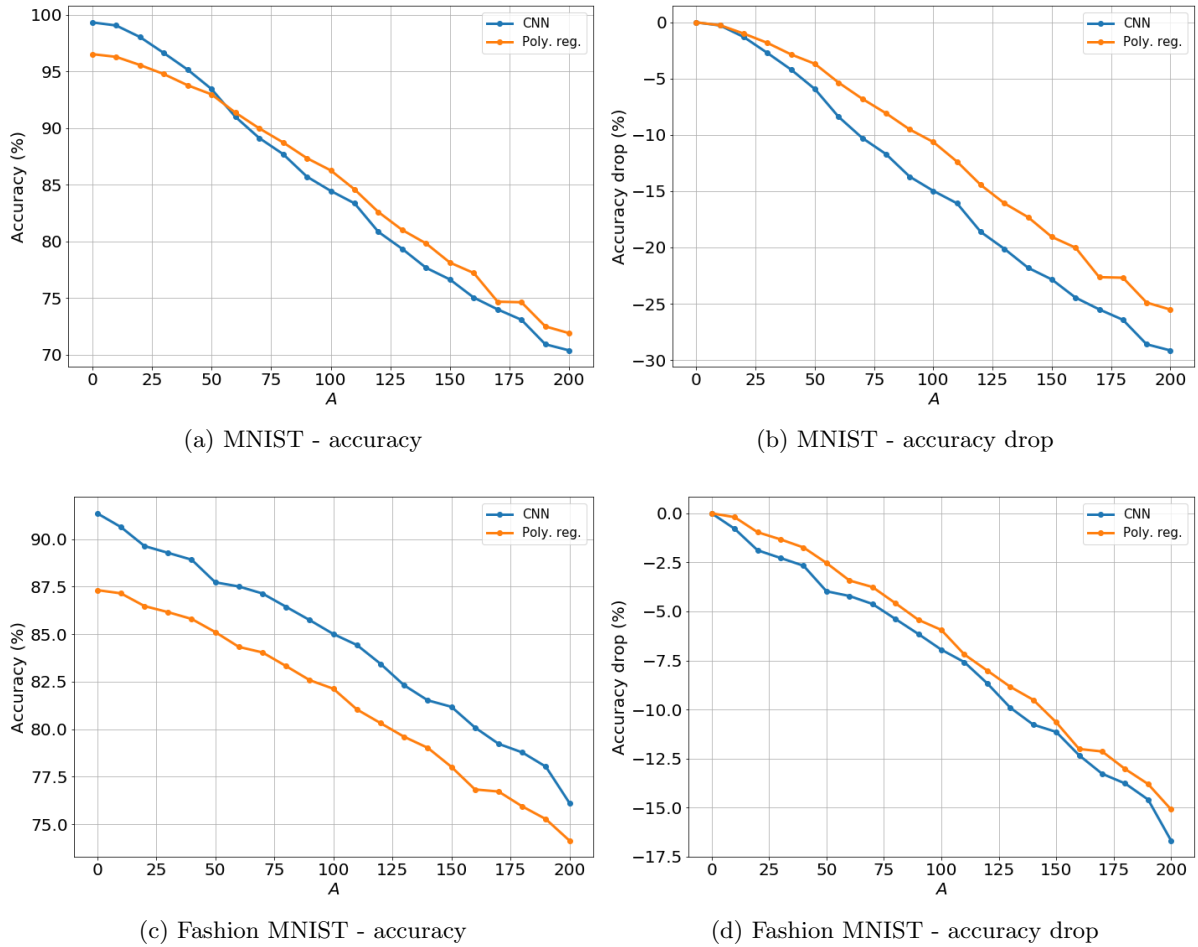 CNN
Poly. reg.
100
95
90
85
80
75
70
Accuracy (%)
0 25 50 75 100 125 150 175 200
A
(a) MNIST - accuracy
CNN
Poly. reg.
0
−5
−10
−15
−20
−25
−30
Accuracy drop (%)
0 25 50 75 100 125 150 175 200
A
(b) MNIST - accuracy drop
CNN
Poly. reg.
90.0
87.5
85.0
82.5
80.0
77.5
75.0
Accuracy (%)
0 25 50 75 100 125 150 175 200
A
(c) Fashion MNIST - accuracy
CNN
Poly. reg.
0.0
−2.5
−5.0
−7.5
−10.0
−12.5
−15.0
−17.5
Accuracy drop (%)
0 25 50 75 100 125 150 175 200
A
(d) Fashion MNIST - accuracy drop